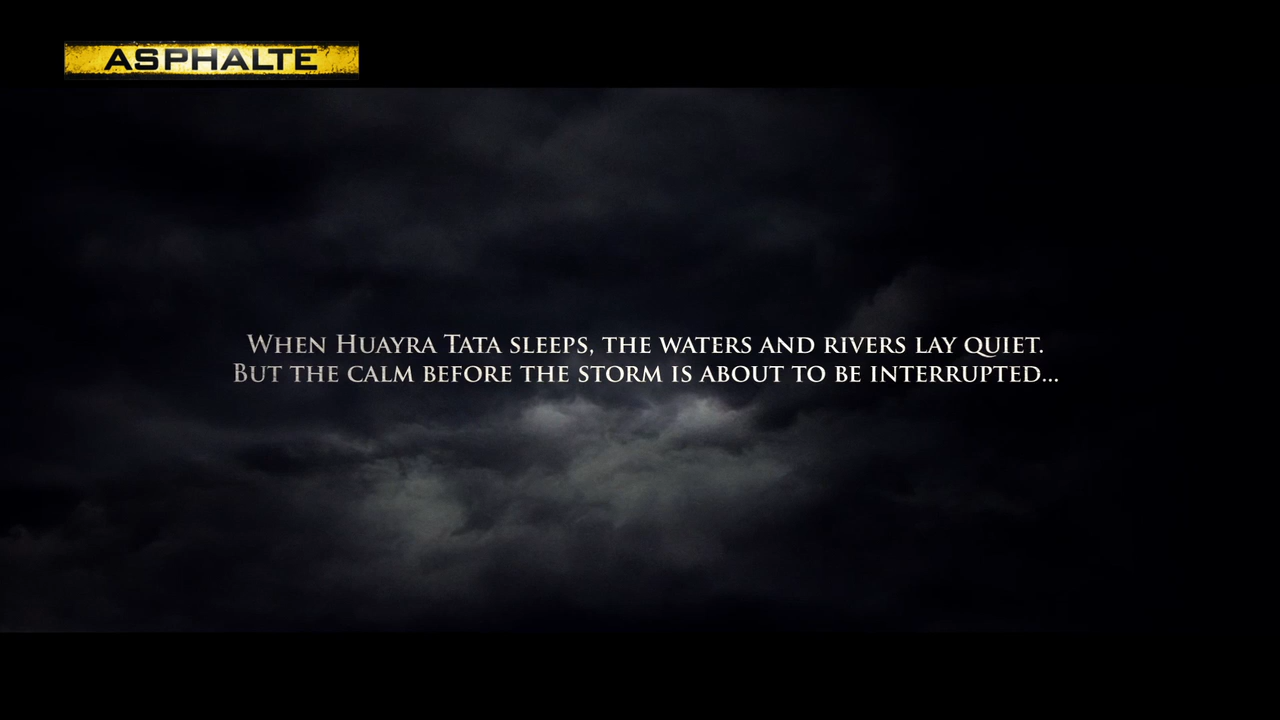 ASPHALTE
When Huayra Tata sleeps, the waters and rivers lay quiet.
But the calm before the storm is about to be interrupted...